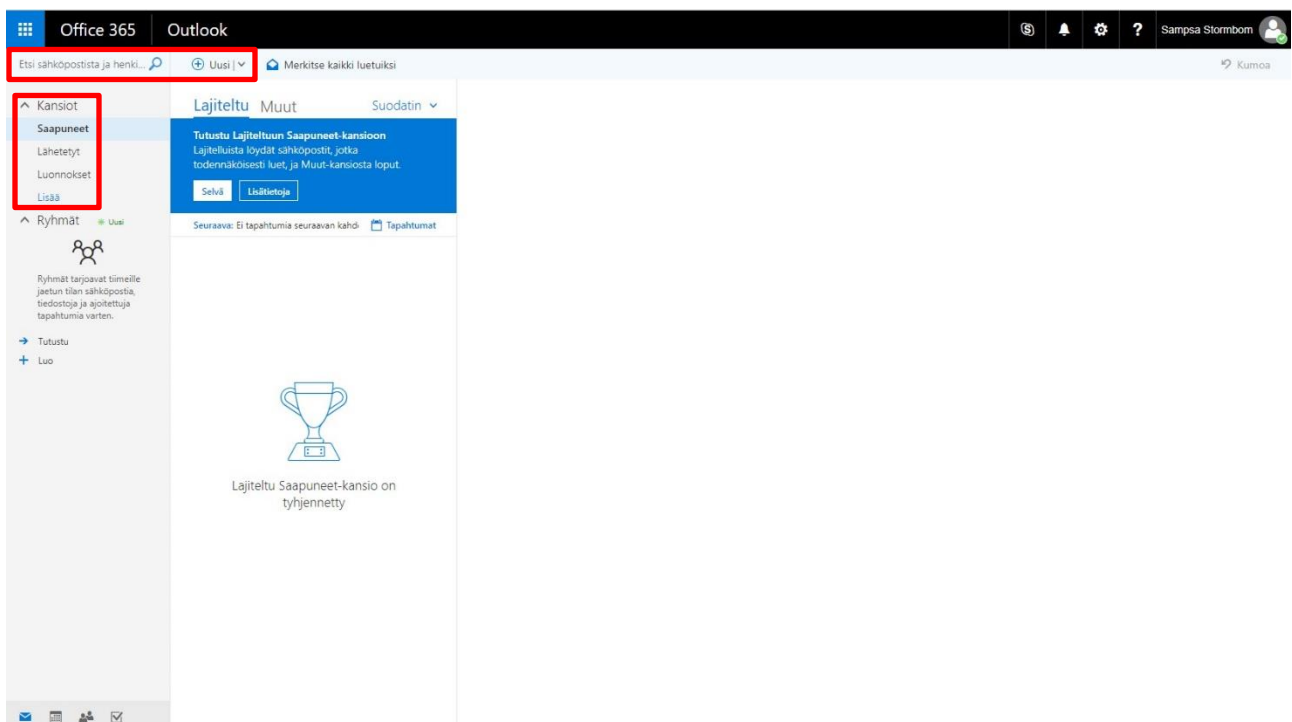 Office 365
Outlook
?
Sampsa Stormbom
Etsi sähköpostista ja henki...
Uusi
Merkitse kaikki luetuiksi
Kumoa
Kansiot
Saapuneet
Lähetetyt
Luonnokset
Lisää
Ryhmät
Uusi
Ryhmät tarjoavat tiimeille
jaetun tilan sähköpostia,
tiedostoja ja ajoitettuja
tapahtumia varten.
Tutustu
Luo
Lajiteltu Muut
Suodatin
Tutustu Lajiteltuun Saapuneet-kansioon
Lajitelluista löydät sähköpostit, jotka
todennäköisesti luet, ja Muut-kansiosta loput.
Selvä
Lisätietoja
Seuraava: Ei tapahtumia seuraavan kahd
Tapahtumat
Lajiteltu Saapuneet-kansio on
tyhjennetty